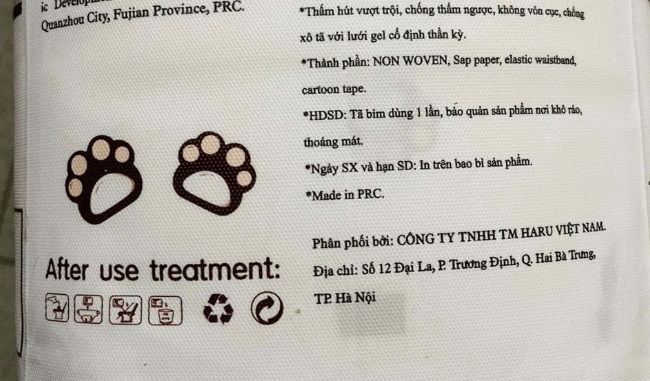 ic Develop
Quanzhou City, Fujian Province, PRC.
After use treatment:
*Thấm hút vượt trội, chống thấm ngược, không vón cục, chống
xô tã với lưới gel cố định thần kỳ.
*Thành phần: NON WOVEN, Sap paper, elastic waistband,
cartoon tape.
*HDSD: Tã bỉm dùng 1 lần, bảo quản sản phẩm nơi khô ráo,
thoáng mát.
*Ngày SX và hạn SD: In trên bao bì sản phẩm.
*Made in PRC.
Phân phối bởi: CÔNG TY TNHH TM HARU VIỆT NAM.
Địa chỉ: Số 12 Đại La, P. Trương Định, Q. Hai Bà Trưng,
TP. Hà Nội